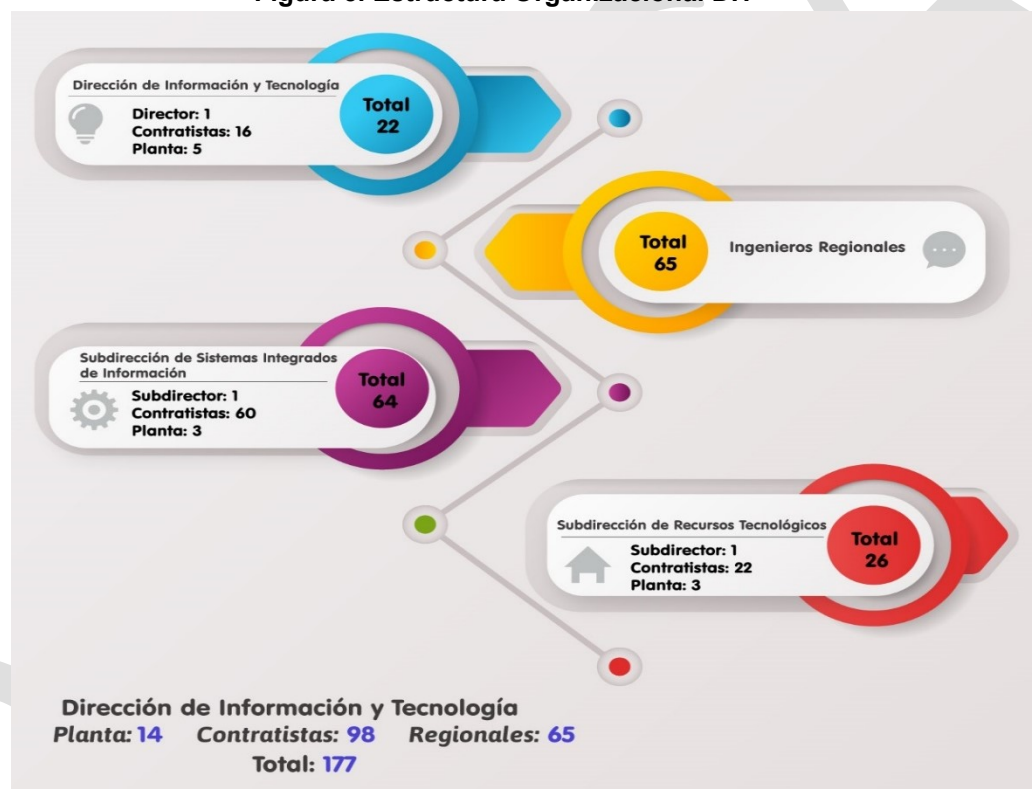 Dirección de Información y Tecnología
Director: 1
Contratistas: 16
Planta: 5
Total
22
Total
65
Ingenieros Regionales
Subdirección de Sistemas Integrados
de Información
Subdirector: 1
Contratistas: 60
Planta: 3
Total
64
Subdirección de Recursos Tecnológicos
Subdirector: 1
Contratistas: 22
Planta: 3
Total
26
Dirección de Información y Tecnología
Planta: 14 Contratistas: 98 Regionales: 65
Total: 177